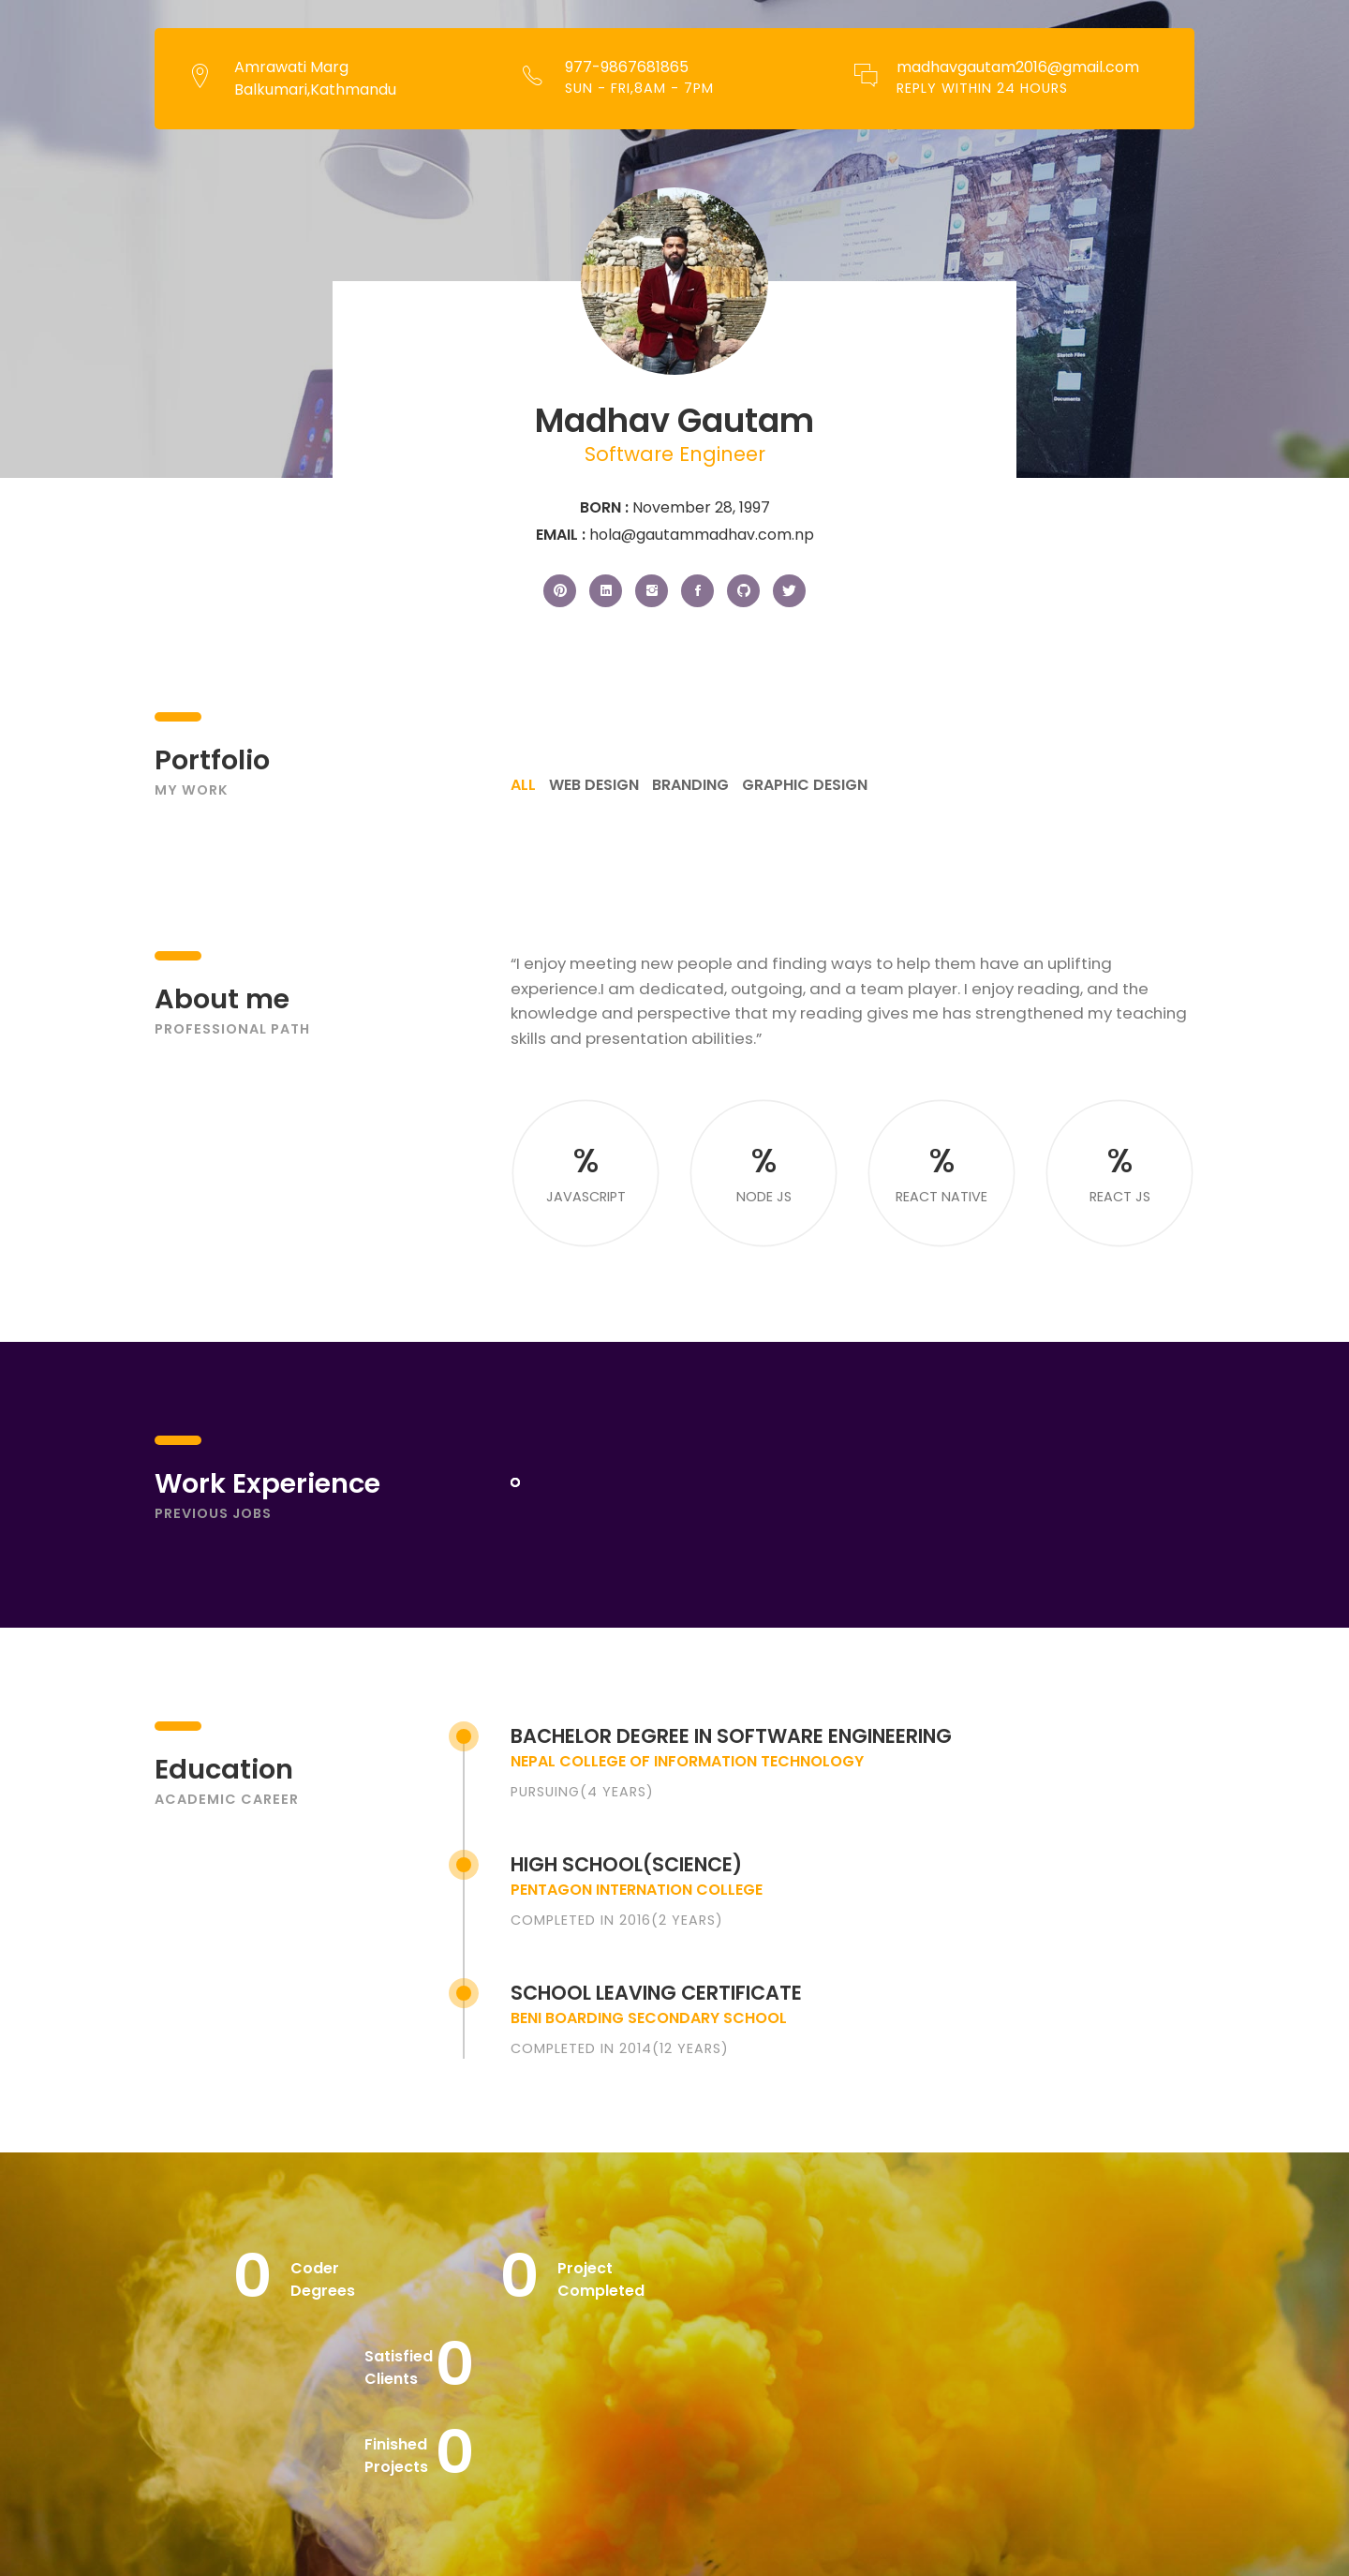 Amrawati Marg
Balkumari,Kathmandu
977-9867681865
SUN - FRI,8AM - 7PM
madhavgautam2016@gmail.com
REPLY WITHIN 24 HOURS
Madhav Gautam
Software Engineer
BORN : November 28, 1997
EMAIL : hola@gautammadhav.com.np
Portfolio
MY WORK
ALL WEB DESIGN BRANDING GRAPHIC DESIGN
About me
PROFESSIONAL PATH
“I enjoy meeting new people and finding ways to help them have an uplifting
experience.I am dedicated, outgoing, and a team player. I enjoy reading, and the
knowledge and perspective that my reading gives me has strengthened my teaching
skills and presentation abilities.”
%
JAVASCRIPT
%
NODE JS
%
REACT NATIVE
%
REACT JS
Work Experience
PREVIOUS JOBS
Education
ACADEMIC CAREER
BACHELOR DEGREE IN SOFTWARE ENGINEERING
NEPAL COLLEGE OF INFORMATION TECHNOLOGY
PURSUING(4 YEARS)
HIGH SCHOOL(SCIENCE)
PENTAGON INTERNATION COLLEGE
COMPLETED IN 2016(2 YEARS)
SCHOOL LEAVING CERTIFICATE
BENI BOARDING SECONDARY SCHOOL
COMPLETED IN 2014(12 YEARS)
0 Coder
Degrees
0 Project
Completed
Satisfied
Clients 0
Finished
Projects 0